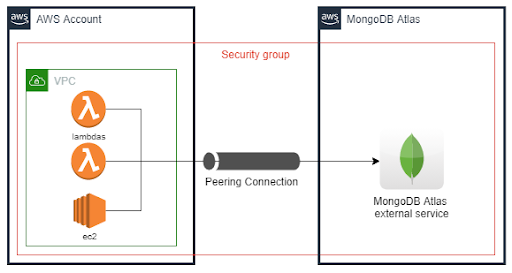 aws AWS Account
aws MongoDB Atlas
Security group
VPC
lambdas
Peering Connection
MongoDB Atlas
external service
ec2